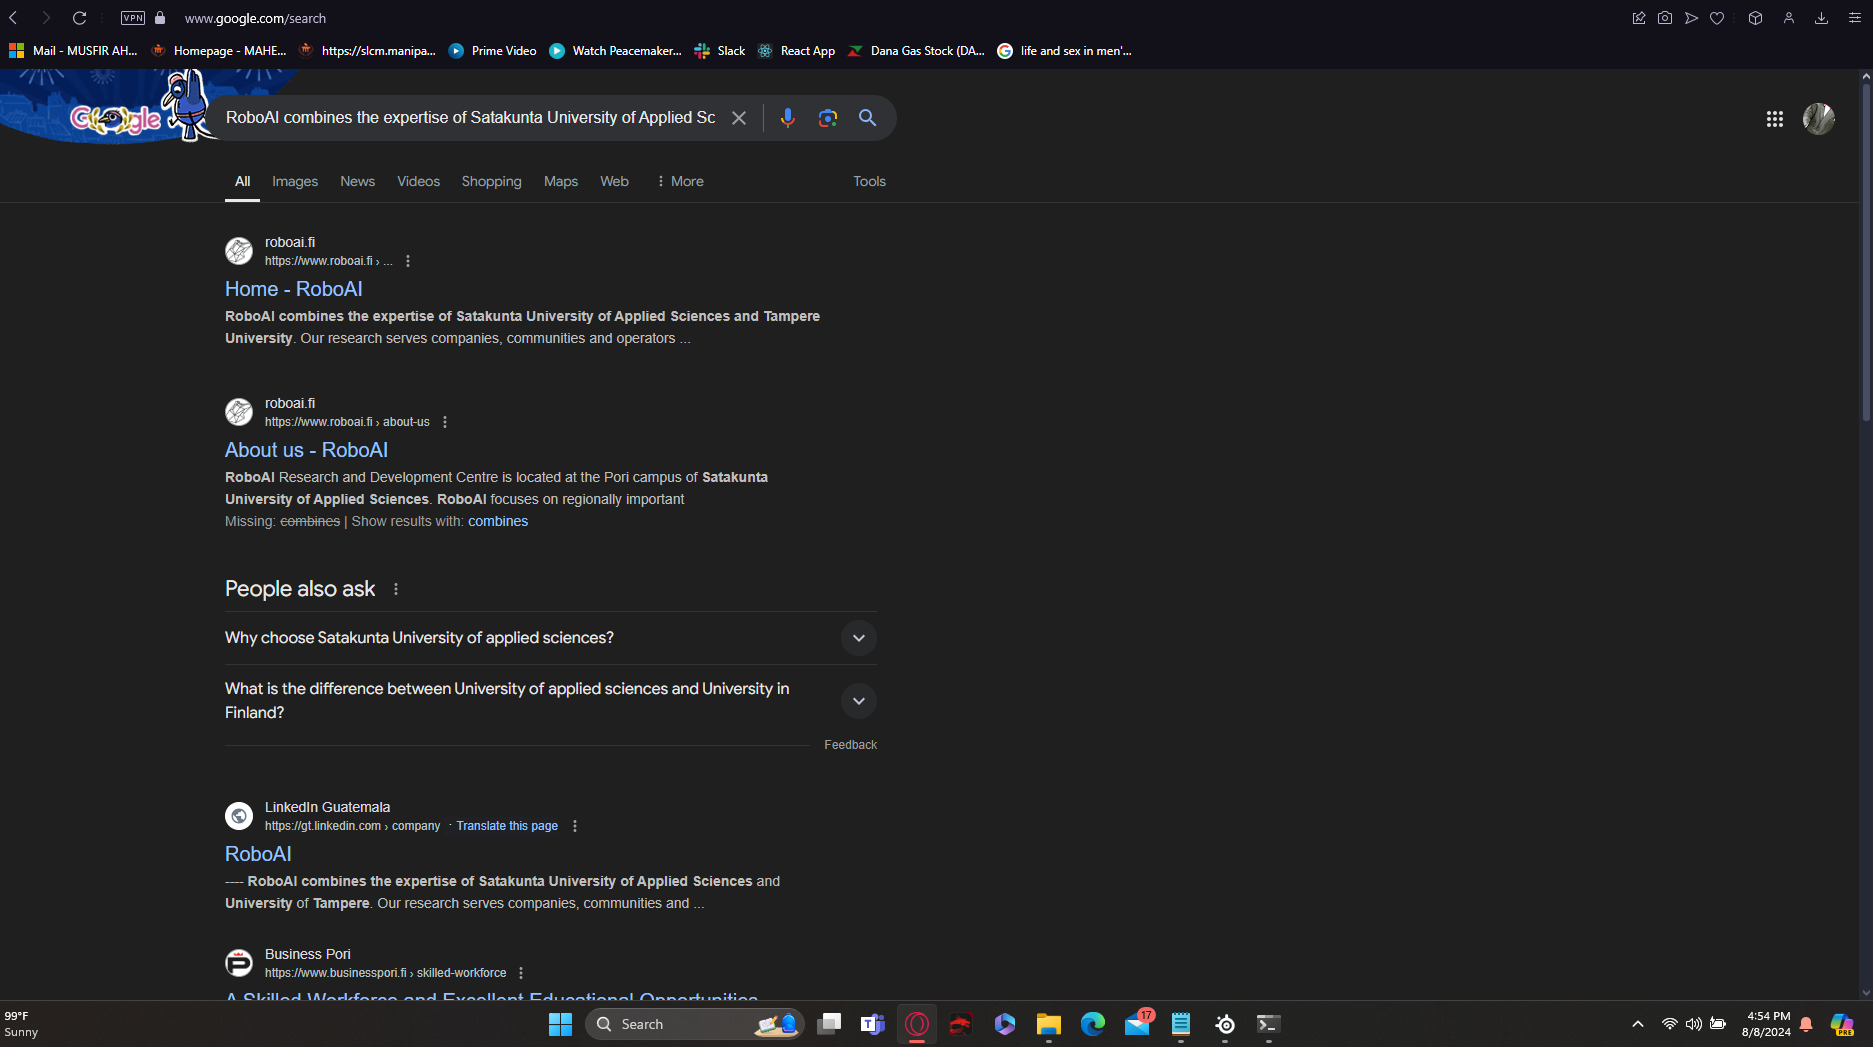 VPN www.google.com/search
Mail - MUSFIR AH... Homepage - MAHE... https://slcm.manipa... Prime Video Watch Peacemaker... Slack React App Dana Gas Stock (DA... life and sex in men'...
Google
RoboAI combines the expertise of Satakunta University of Applied Sc
All Images News Videos Shopping Maps Web More Tools
roboai.fi
https://www.roboai.fi › ...
Home - RoboAI
RoboAI combines the expertise of Satakunta University of Applied Sciences and Tampere
University. Our research serves companies, communities and operators ...
roboai.fi
https://www.roboai.fi › about-us
About us - RoboAI
RoboAI Research and Development Centre is located at the Pori campus of Satakunta
University of Applied Sciences. RoboAI focuses on regionally important
Missing: combines | Show results with: combines
People also ask
Why choose Satakunta University of applied sciences?
What is the difference between University of applied sciences and University in
Finland?
Feedback
LinkedIn Guatemala
https://gt.linkedin.com › company · Translate this page
RoboAI
---- RoboAI combines the expertise of Satakunta University of Applied Sciences and
University of Tampere. Our research serves companies, communities and ...
Business Pori
https://www.businesspori.fi › skilled-workforce
A Skilled Workforce and Excellent Educational Opportunities
99°F
Sunny
Search
17
4:54 PM
8/8/2024
PRE